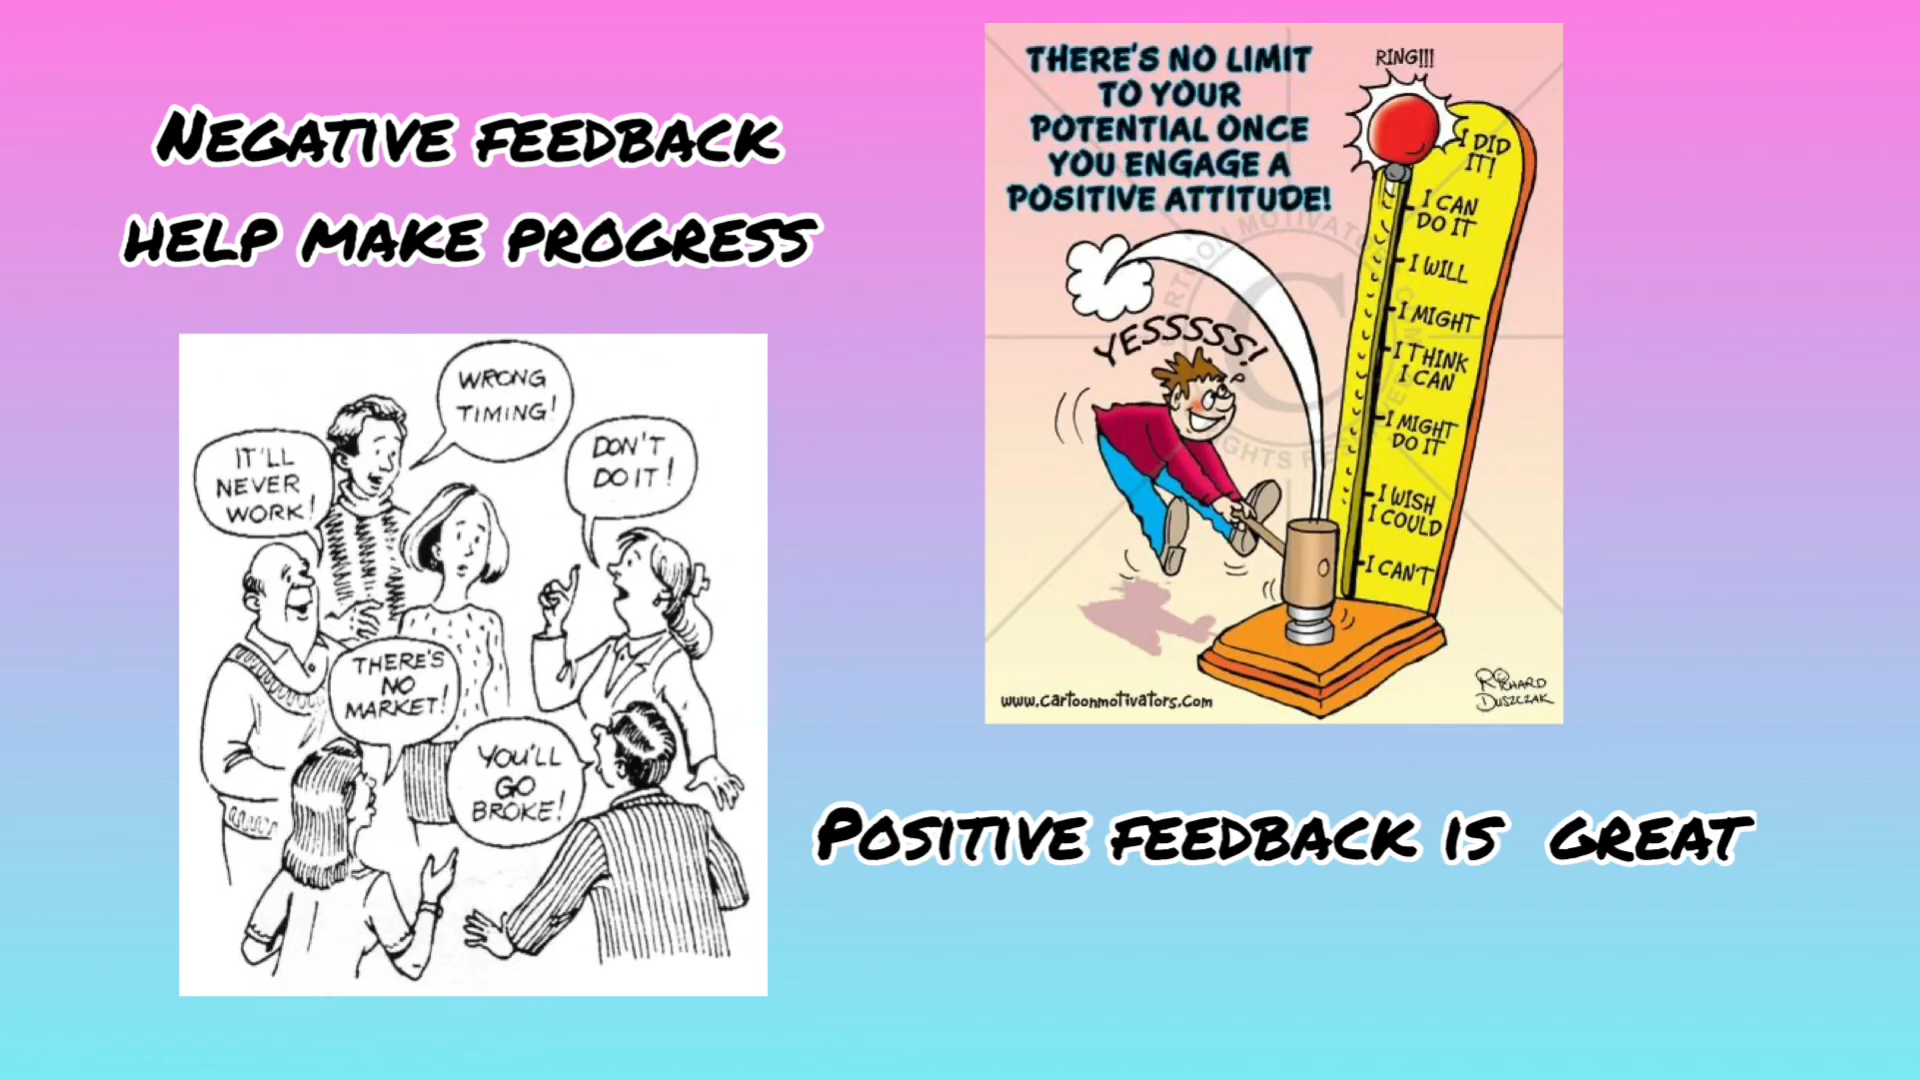 NEGATIVE FEEDBACK
HELP MAKE PROGRESS
WRONG
TIMING!
IT'LL
NEVER
WORK!
DON'T
DO IT!
THERE'S
NO
MARKET!
YOU'LL
GO
BROKE!
THERE'S NO LIMIT
TO YOUR
POTENTIAL ONCE
YOU ENGAGE A
POSITIVE ATTITUDE!
RING!!!
I DID
IT!
I CAN
DO IT
I WILL
I MIGHT
I THINK
I CAN
I MIGHT
DO IT
I WISH
I COULD
I CAN'T
YESSSSS!
www.cartoonmotivators.com
RICHARD
DUSZCZAK
POSITIVE FEEDBACK IS GREAT